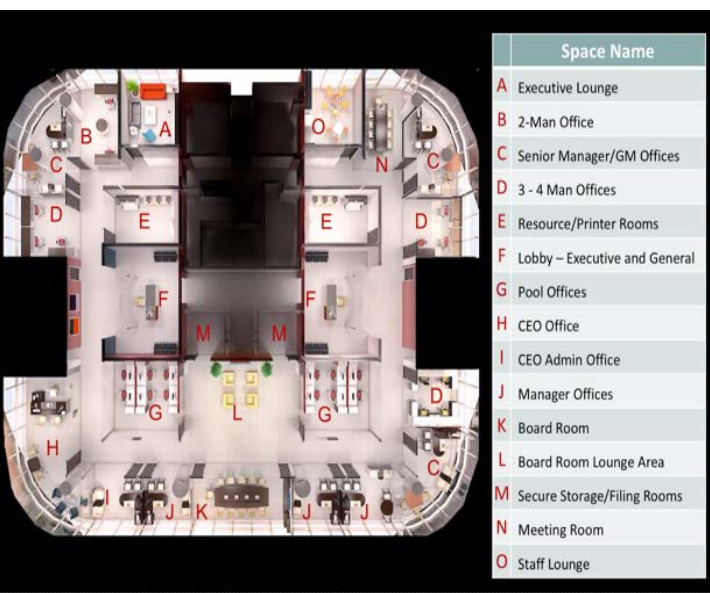 Space Name
A Executive Lounge
B 2-Man Office
C Senior Manager/GM Offices
D 3 - 4 Man Offices
E Resource/Printer Rooms
F Lobby – Executive and General
G Pool Offices
H CEO Office
I CEO Admin Office
J Manager Offices
K Board Room
L Board Room Lounge Area
M Secure Storage/Filing Rooms
N Meeting Room
O Staff Lounge
B A O N
C C
D E E D
F F
M M
G L G D
H C
I J K J J